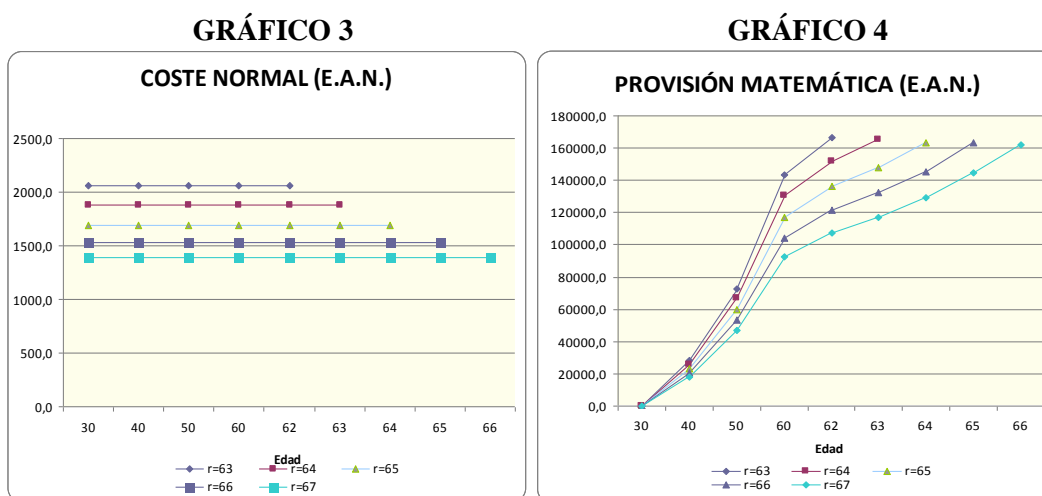 GRÁFICO 3
COSTE NORMAL (E.A.N.)
2500,0
2000,0
1500,0
1000,0
500,0
0,0
30 40 50 60 62 63 64 65 66
Edad
r=63 r=64 r=65
r=66 r=67
GRÁFICO 4
PROVISIÓN MATEMÁTICA (E.A.N.)
180000,0
160000,0
140000,0
120000,0
100000,0
80000,0
60000,0
40000,0
20000,0
0,0
30 40 50 60 62 63 64 65 66
Edad
r=63 r=64 r=65
r=66 r=67